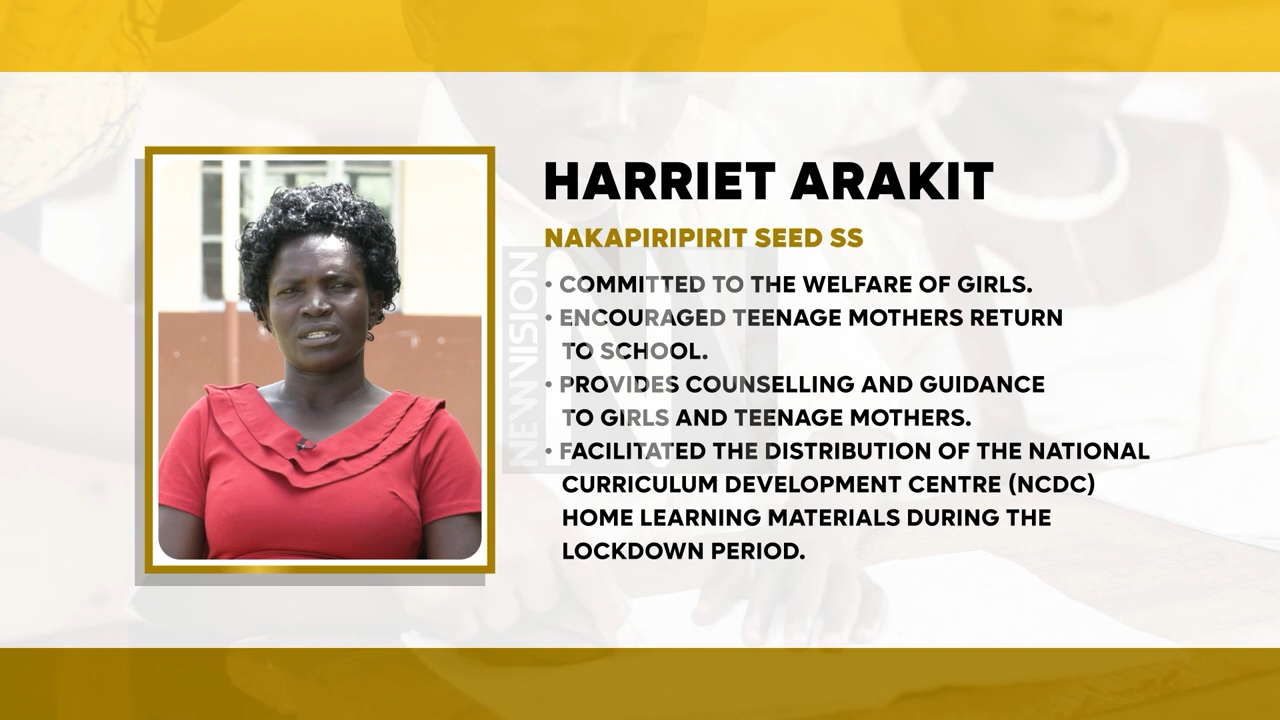 HARRIET ARAKIT
NAKAPIRIPIRIT SEED SS
• COMMITTED TO THE WELFARE OF GIRLS.
• ENCOURAGED TEENAGE MOTHERS RETURN
TO SCHOOL.
• PROVIDES COUNSELLING AND GUIDANCE
TO GIRLS AND TEENAGE MOTHERS.
• FACILITATED THE DISTRIBUTION OF THE NATIONAL
CURRICULUM DEVELOPMENT CENTRE (NCDC)
HOME LEARNING MATERIALS DURING THE
LOCKDOWN PERIOD.
NEWVISION